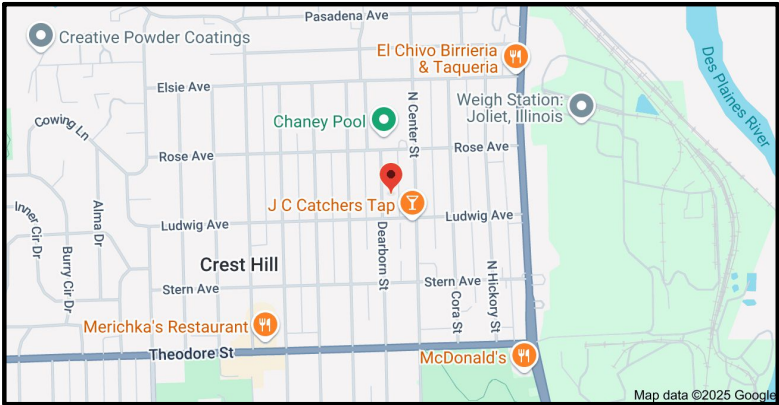 Pasadena Ave
Creative Powder Coatings
El Chivo Birrieria
& Taqueria
Elsie Ave
Weigh Station:
Joliet, Illinois
Des Plaines River
Cowing Ln
Chaney Pool
N Center St
Rose Ave
Rose Ave
J C Catchers Tap
Inner Cir Dr
Alma Dr
Ludwig Ave
Ludwig Ave
Burry Cir Dr
Dearborn St
Crest Hill
Stern Ave
Stern Ave
N Hickory St
Cora St
Merichka's Restaurant
Theodore St
McDonald's
Map data ©2025 Google